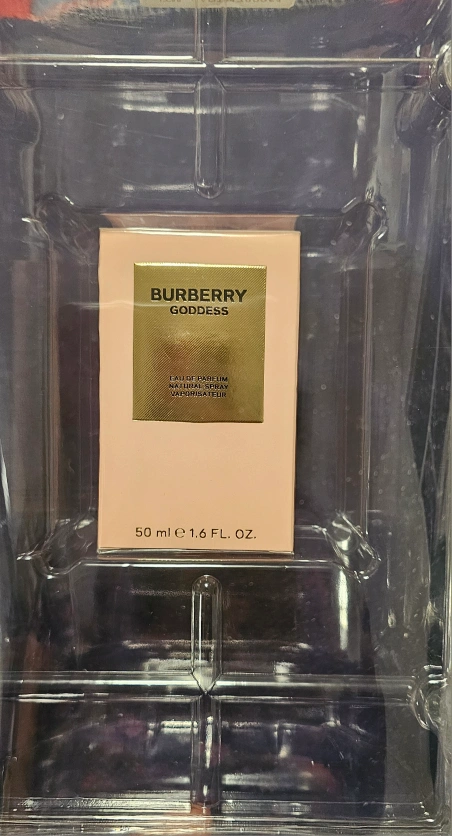 BURBERRY
GODDESS
EAU DE PARFUM
NATURAL SPRAY
VAPORISATEUR
50 ml ℮ 1.6 FL. OZ.